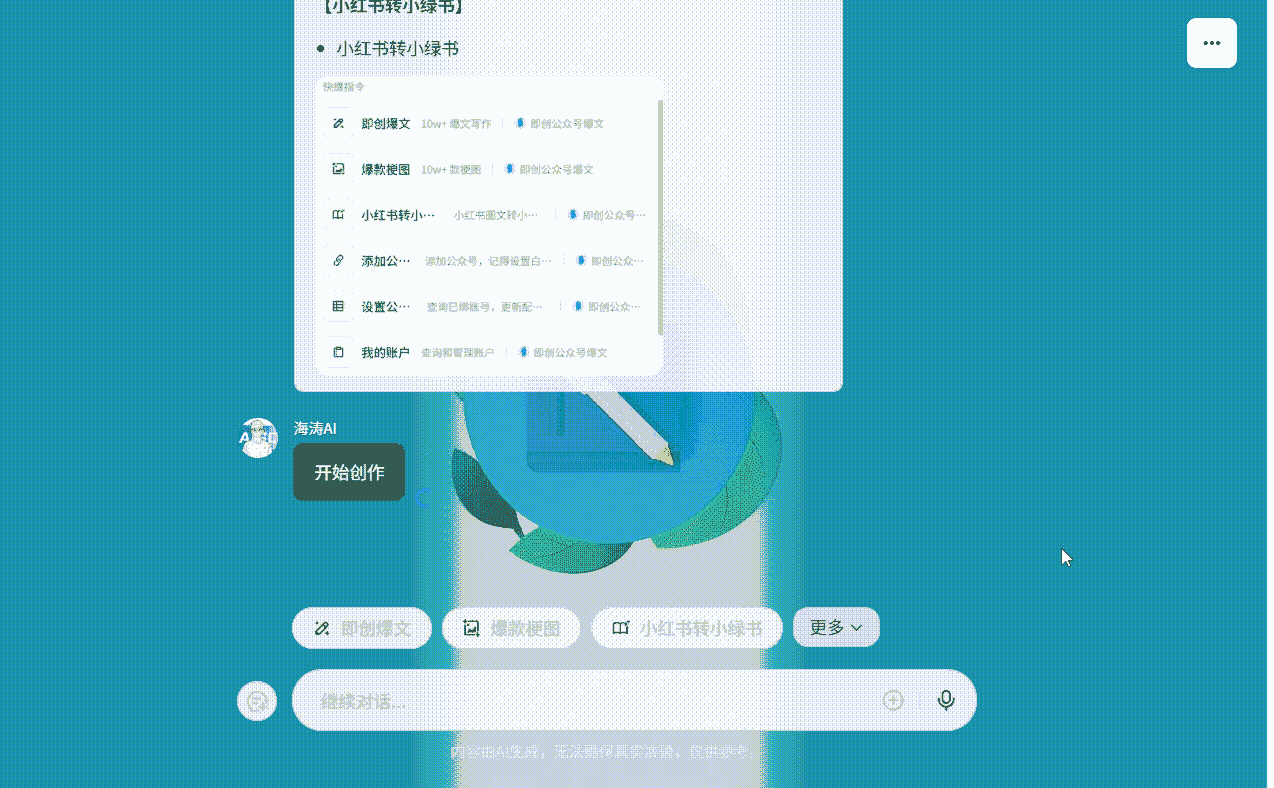 【小红书转小绿书】
• 小红书转小绿书
快捷指令
即创爆文 10w+ 爆文写作 即创公众号爆文
爆款梗图 10w+ 款梗图 即创公众号爆文
小红书转小… 小红书图文转小… 即创公众号…
添加公… 添加公众号，记得设置白… 即创公众…
设置公… 查询已绑账号，更新配… 即创公众…
我的账户 查询和管理账户 即创公众号爆文
海涛AI
开始创作
即创爆文 爆款梗图 小红书转小绿书 更多
继续对话...
内容由AI生成，无法确保真实准确，仅供参考。